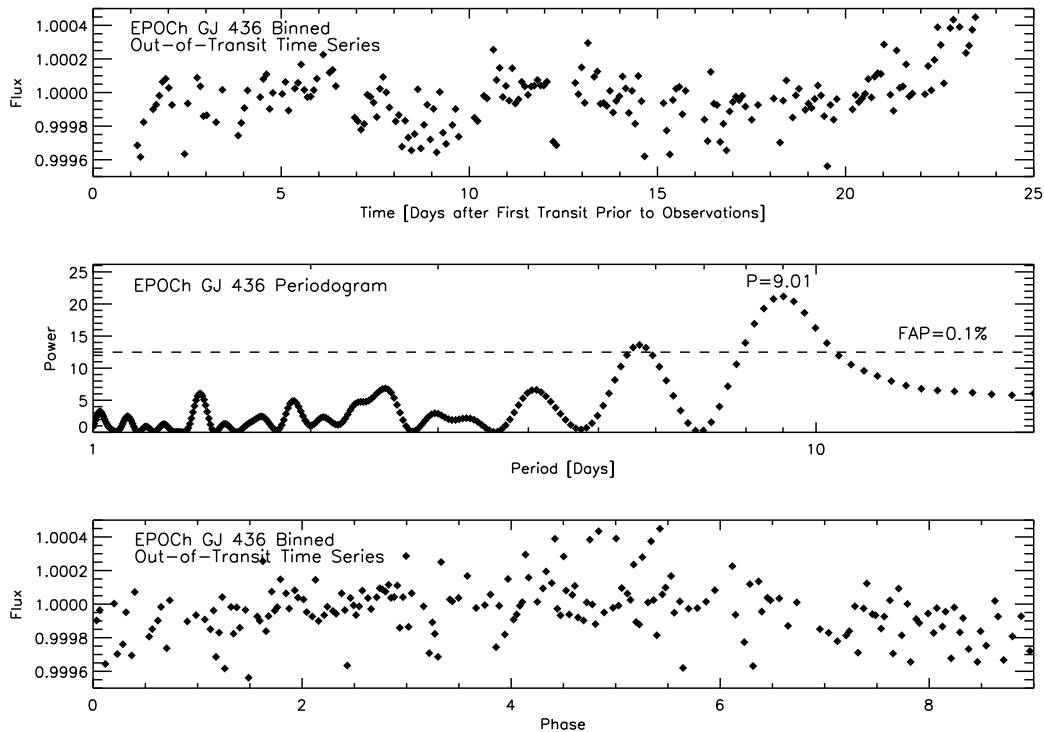 EPOCh GJ 436 Binned
Out-of-Transit Time Series
1.0004
1.0002
1.0000
0.9998
0.9996
Flux
0 5 10 15 20 25
Time [Days after First Transit Prior to Observations]
EPOCh GJ 436 Periodogram
P=9.01
FAP=0.1%
25
20
15
10
5
0
Power
1 10
Period [Days]
EPOCh GJ 436 Binned
Out-of-Transit Time Series
1.0004
1.0002
1.0000
0.9998
0.9996
Flux
0 2 4 6 8
Phase